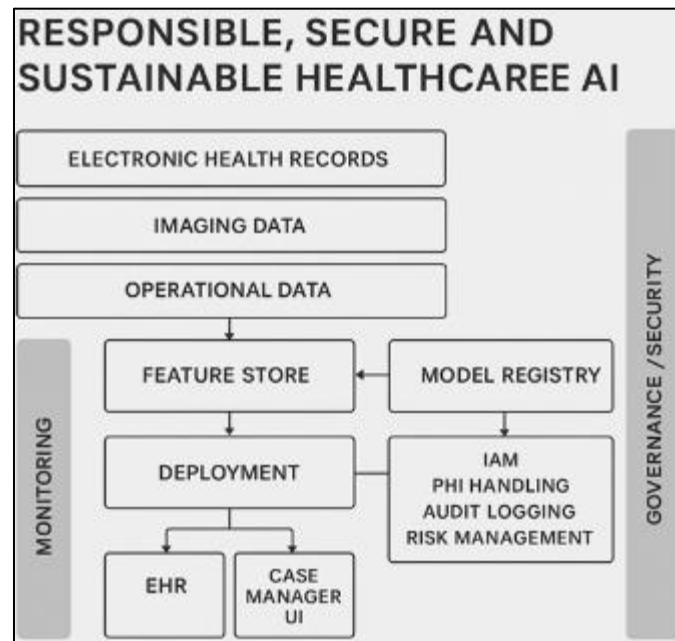 RESPONSIBLE, SECURE AND
SUSTAINABLE HEALTHCAREE AI
ELECTRONIC HEALTH RECORDS
IMAGING DATA
OPERATIONAL DATA
FEATURE STORE
MODEL REGISTRY
DEPLOYMENT
IAM
PHI HANDLING
AUDIT LOGGING
RISK MANAGEMENT
EHR
CASE
MANAGER
UI
MONITORING
GOVERNANCE / SECURITY